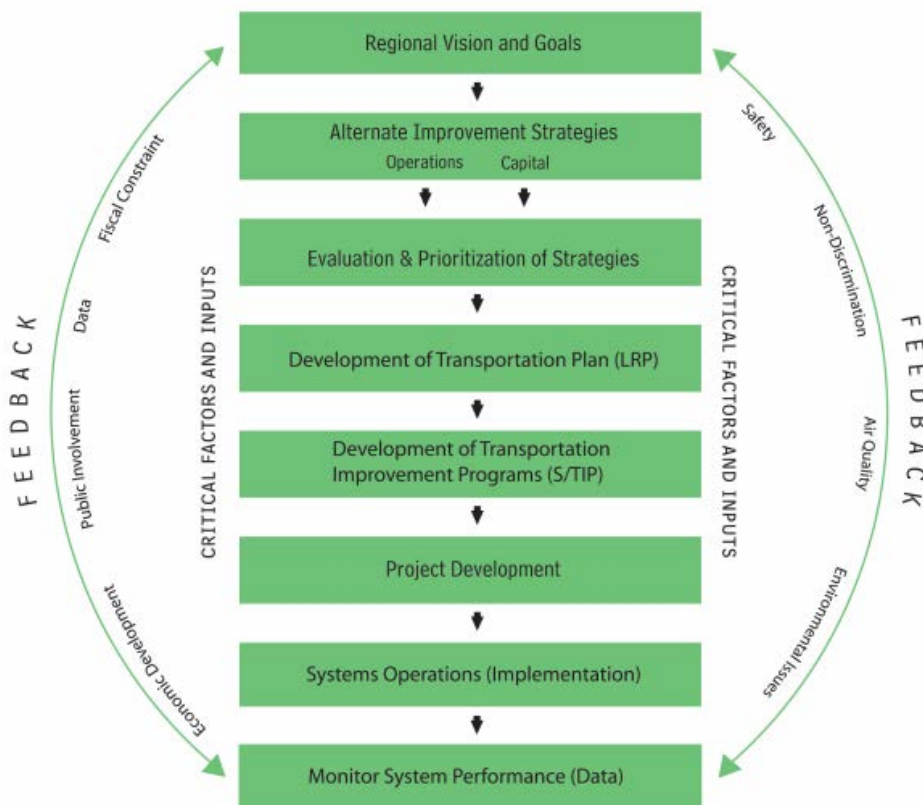 Regional Vision and Goals
Alternate Improvement Strategies
Operations Capital
Evaluation & Prioritization of Strategies
Development of Transportation Plan (LRP)
Development of Transportation
Improvement Programs (S/TIP)
Project Development
Systems Operations (Implementation)
Monitor System Performance (Data)
FEEDBACK
Fiscal Constraint
Data
Public Involvement
Economic Development
CRITICAL FACTORS AND INPUTS
CRITICAL FACTORS AND INPUTS
Safety
Non-Discrimination
Air Quality
Environmental Issues
FEEDBACK